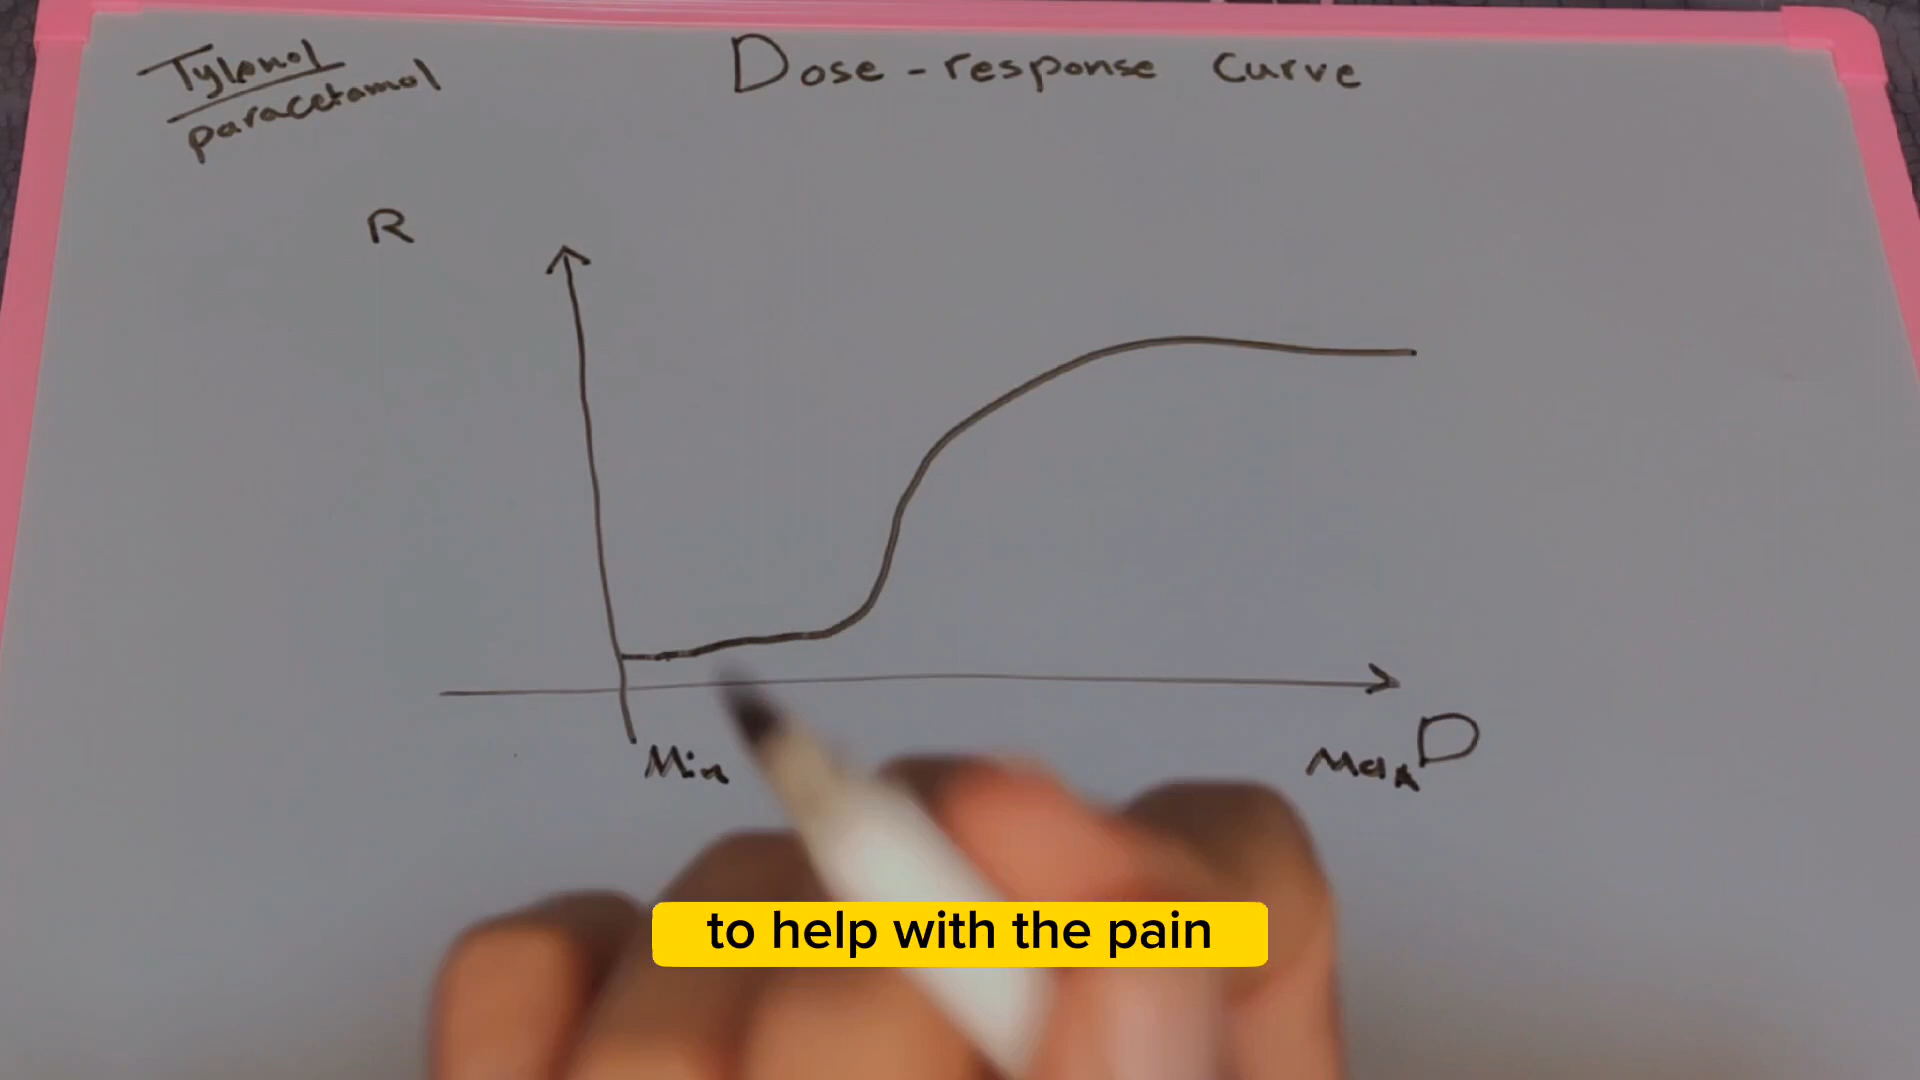 Tylenol
paracetamol
Dose-response curve
R
Min
Max
D
to help with the pain